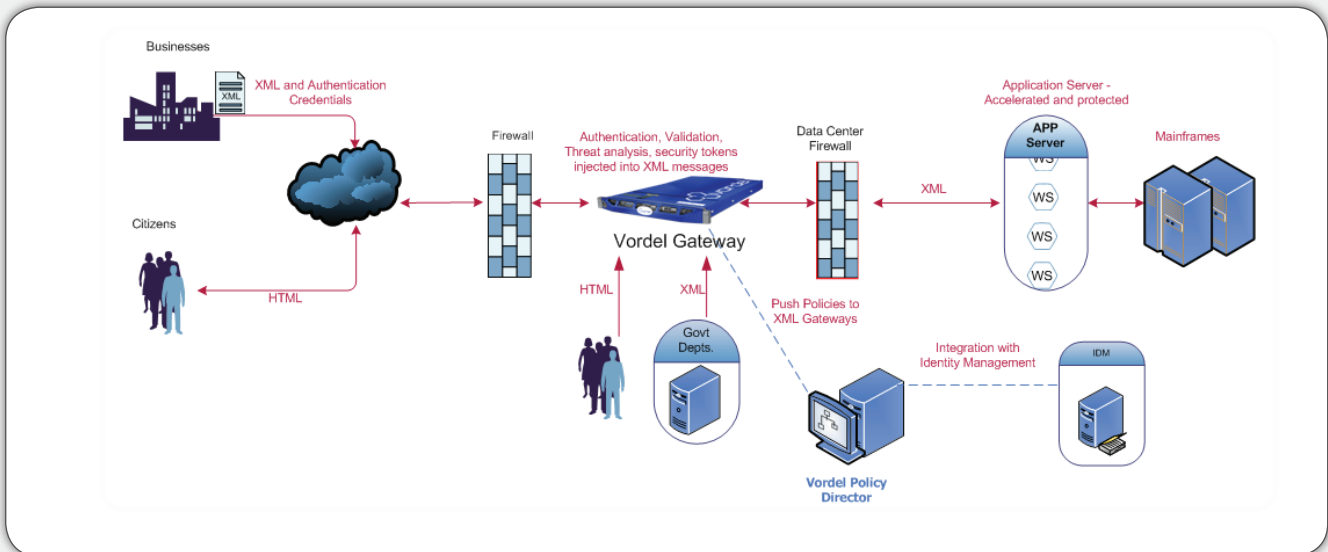 Businesses
XML
XML and Authentication
Credentials
Citizens
HTML
Firewall
Authentication, Validation,
Threat analysis, security tokens
injected into XML messages
Vordel Gateway
HTML
XML
Govt
Depts.
Data Center
Firewall
Push Policies to
XML Gateways
Vordel Policy
Director
XML
Application Server -
Accelerated and protected
APP
Server
WS
WS
WS
WS
Mainframes
Integration with
Identity Management
IDM